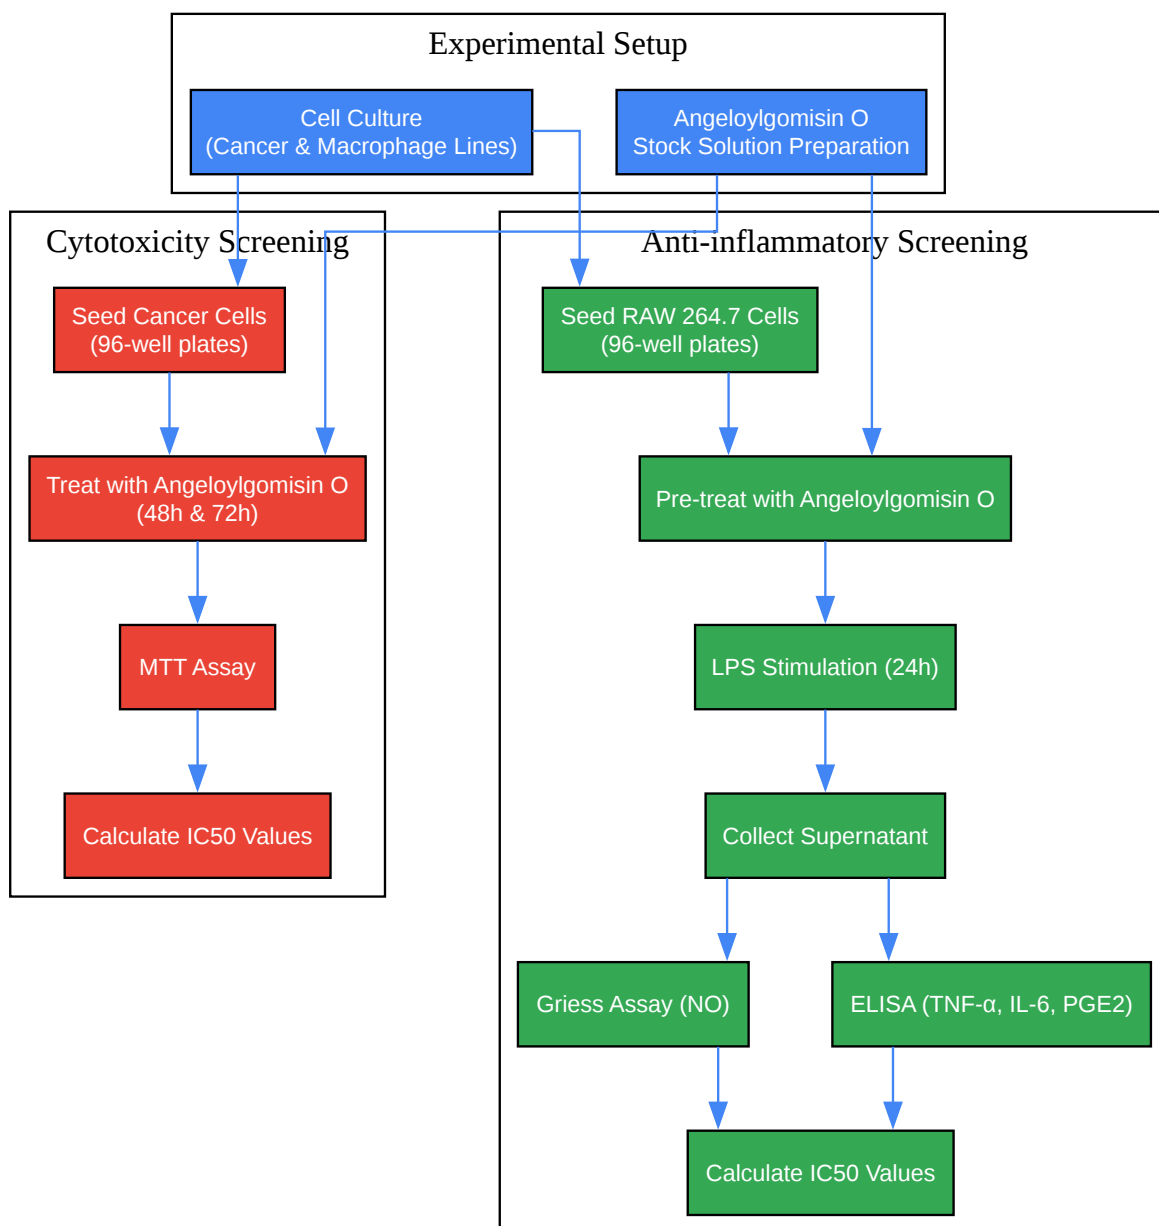 Experimental Setup
Cell Culture
(Cancer & Macrophage Lines)
Angeloylgomisin O
Stock Solution Preparation
Cytotoxicity Screening
Seed Cancer Cells
(96-well plates)
Treat with Angeloylgomisin O
(48h & 72h)
MTT Assay
Calculate IC50 Values
Anti-inflammatory Screening
Seed RAW 264.7 Cells
(96-well plates)
Pre-treat with Angeloylgomisin O
LPS Stimulation (24h)
Collect Supernatant
Griess Assay (NO)
ELISA (TNF-α, IL-6, PGE2)
Calculate IC50 Values